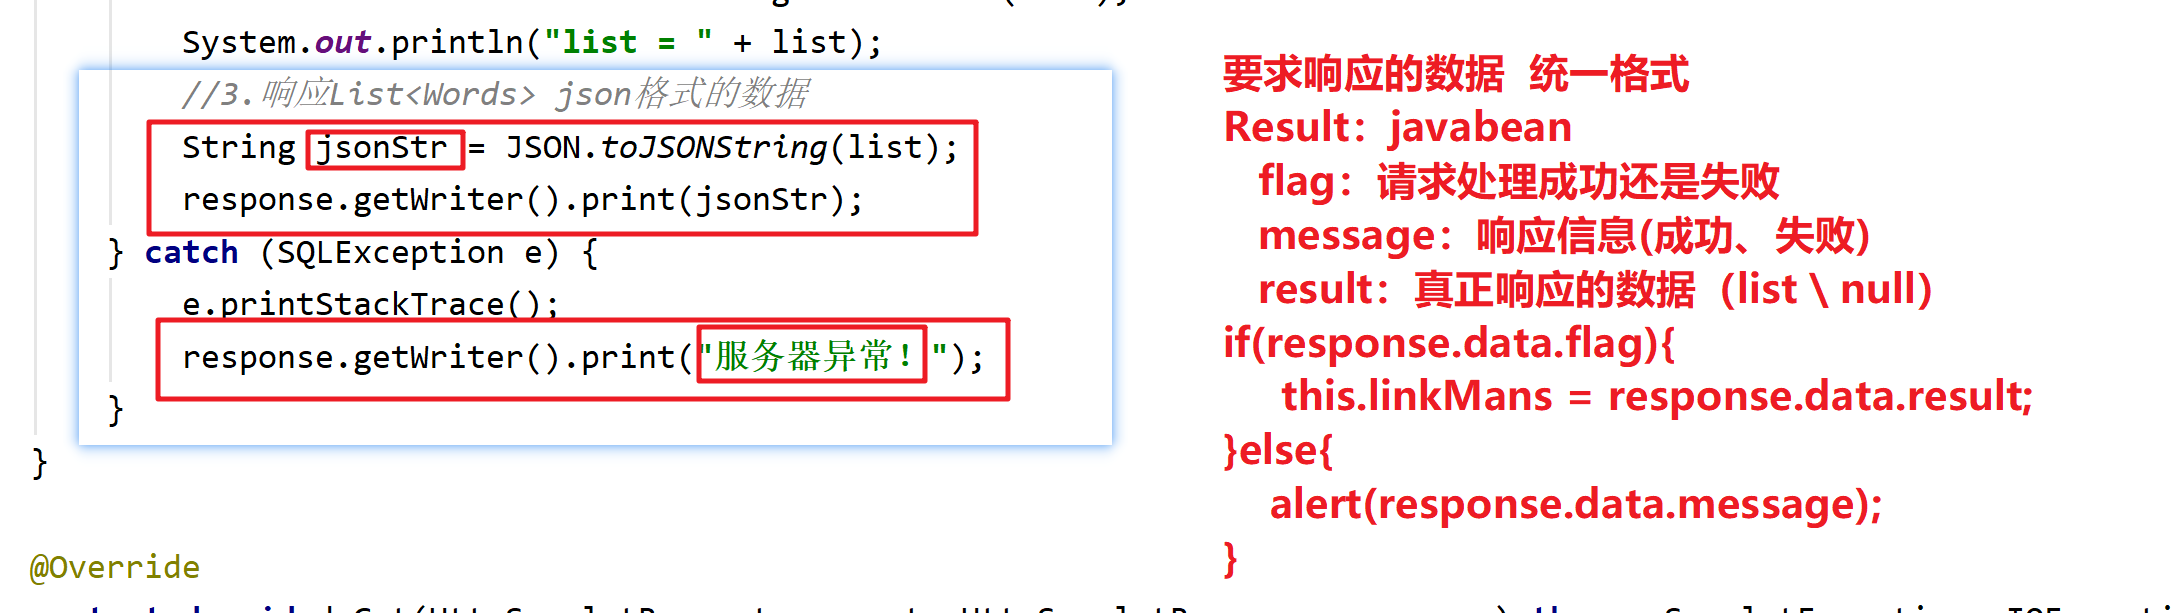 System.out.println("list = " + list);
//3.响应List<Words> json格式的数据
String jsonStr = JSON.toJSONString(list);
response.getWriter().print(jsonStr);
} catch (SQLException e) {
e.printStackTrace();
response.getWriter().print("服务器异常！");
}
}
@Override
要求响应的数据 统一格式
Result：javabean
flag：请求处理成功还是失败
message：响应信息(成功、失败)
result：真正响应的数据（list \ null）
if(response.data.flag){
this.linkMans = response.data.result;
}else{
alert(response.data.message);
}